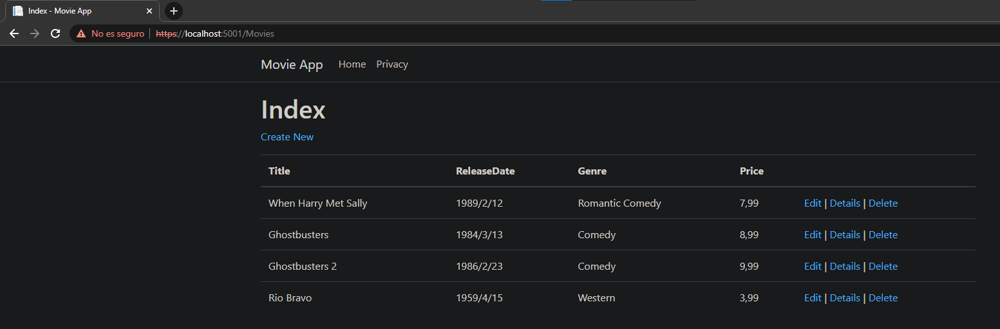 Index - Movie App
No es seguro | https://localhost:5001/Movies
Movie App Home Privacy
Index
Create New
Title ReleaseDate Genre Price
When Harry Met Sally 1989/2/12 Romantic Comedy 7,99 Edit | Details | Delete
Ghostbusters 1984/3/13 Comedy 8,99 Edit | Details | Delete
Ghostbusters 2 1986/2/23 Comedy 9,99 Edit | Details | Delete
Rio Bravo 1959/4/15 Western 3,99 Edit | Details | Delete